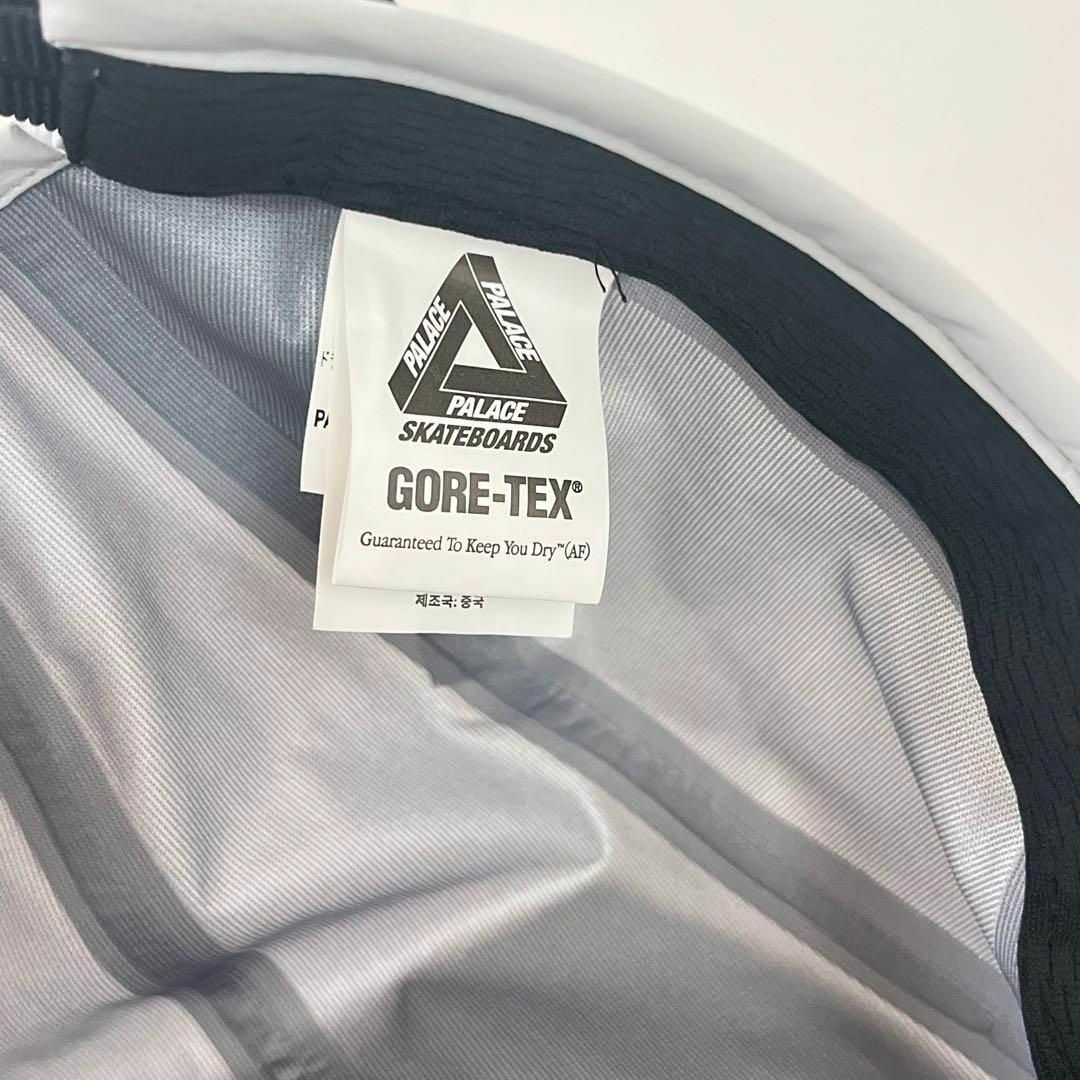 PALACE
PALACE
PALACE
SKATEBOARDS
GORE-TEX®
Guaranteed To Keep You Dry™(AF)
제조국: 중국